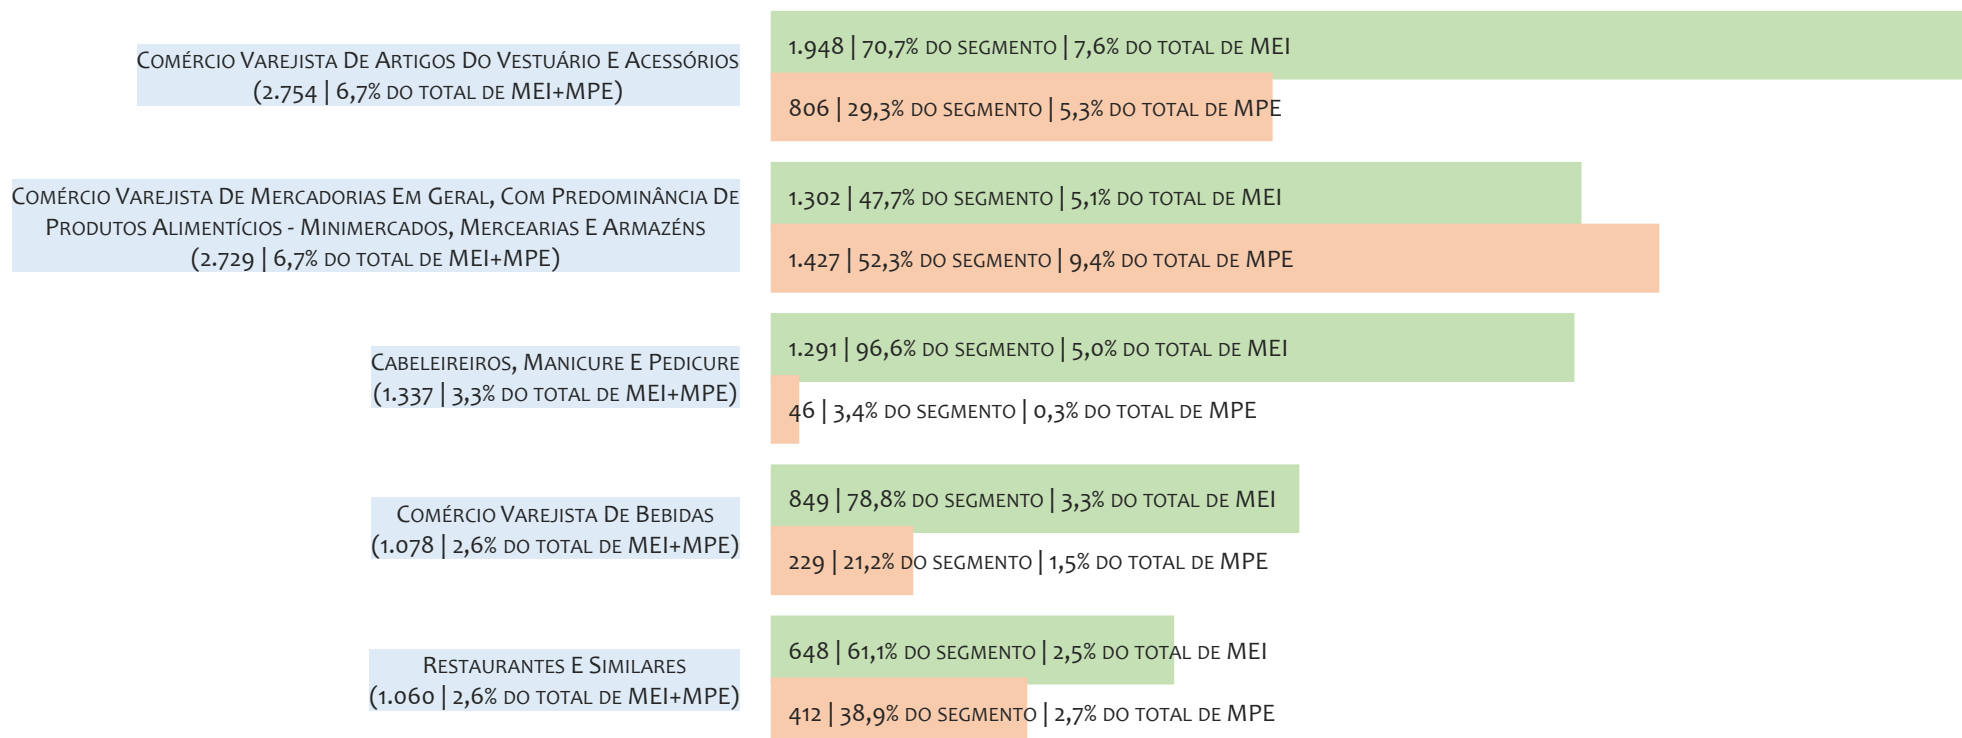 Comércio Varejista De Artigos Do Vestuário E Acessórios
(2.754 | 6,7% do total de MEI+MPE)
1.948 | 70,7% do segmento | 7,6% do total de MEI
806 | 29,3% do segmento | 5,3% do total de MPE
Comércio Varejista De Mercadorias Em Geral, Com Predominância De
Produtos Alimentícios - Minimercados, Mercearias E Armazéns
(2.729 | 6,7% do total de MEI+MPE)
1.302 | 47,7% do segmento | 5,1% do total de MEI
1.427 | 52,3% do segmento | 9,4% do total de MPE
Cabeleireiros, Manicure E Pedicure
(1.337 | 3,3% do total de MEI+MPE)
1.291 | 96,6% do segmento | 5,0% do total de MEI
46 | 3,4% do segmento | 0,3% do total de MPE
Comércio Varejista De Bebidas
(1.078 | 2,6% do total de MEI+MPE)
849 | 78,8% do segmento | 3,3% do total de MEI
229 | 21,2% do segmento | 1,5% do total de MPE
Restaurantes E Similares
(1.060 | 2,6% do total de MEI+MPE)
648 | 61,1% do segmento | 2,5% do total de MEI
412 | 38,9% do segmento | 2,7% do total de MPE